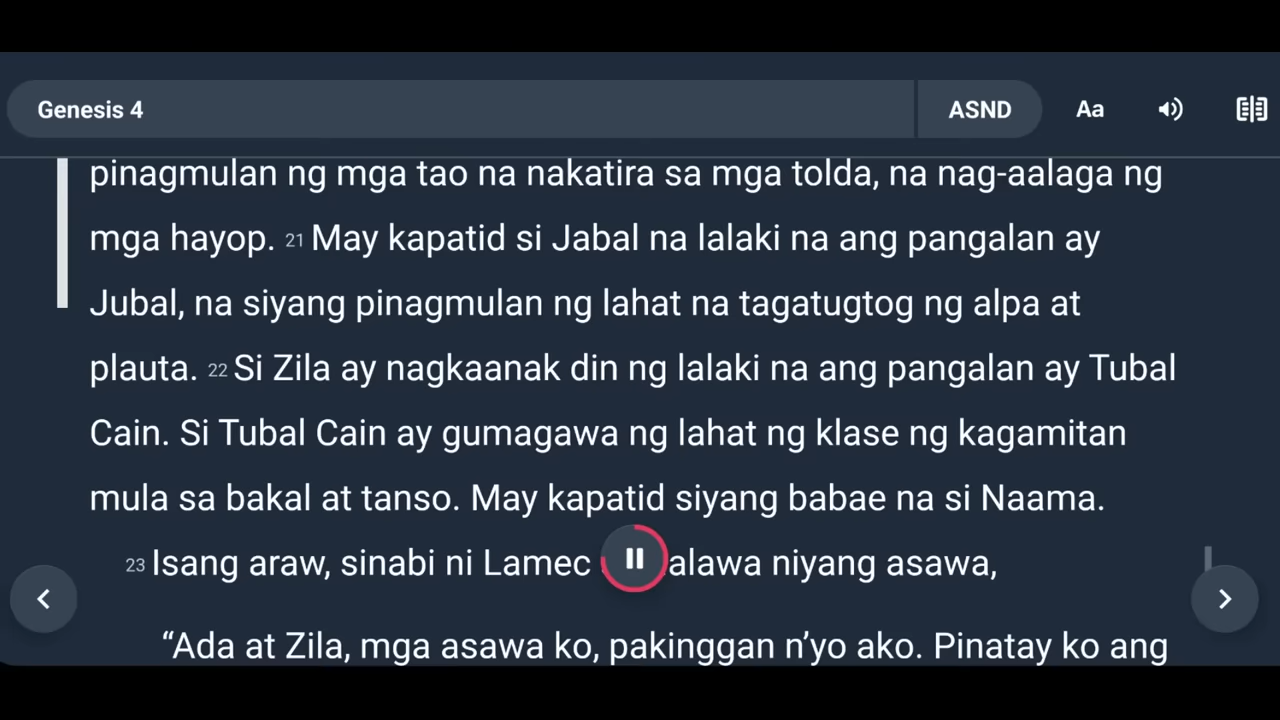 Genesis 4 ASND Aa
pinagmulan ng mga tao na nakatira sa mga tolda, na nag-aalaga ng
mga hayop. 21 May kapatid si Jabal na lalaki na ang pangalan ay
Jubal, na siyang pinagmulan ng lahat na tagatugtog ng alpa at
plauta. 22 Si Zila ay nagkaanak din ng lalaki na ang pangalan ay Tubal
Cain. Si Tubal Cain ay gumagawa ng lahat ng klase ng kagamitan
mula sa bakal at tanso. May kapatid siyang babae na si Naama.
23 Isang araw, sinabi ni Lamec alawa niyang asawa,
“Ada at Zila, mga asawa ko, pakinggan n’yo ako. Pinatay ko ang